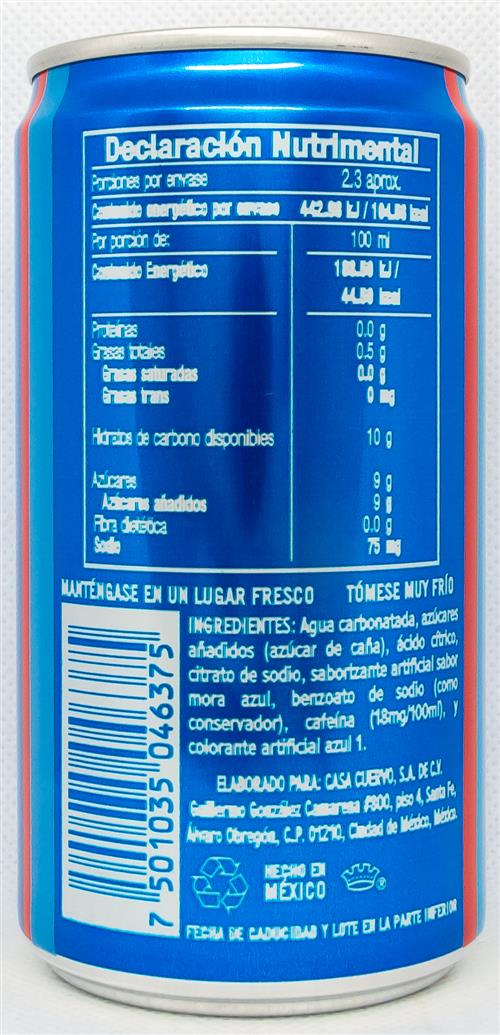 Declaración Nutrimental
Porciones por envase 2.3 aprox.
Contenido energético por envase 442.00 kJ / 104.00 kcal
Por porción de: 100 ml
Contenido Energético kJ /
44.00 kcal
Proteínas 0.0 g
Grasas totales 0.5 g
Grasas saturadas 0.0 g
Grasas trans 0 mg
Hidratos de carbono disponibles 10 g
Azúcares 9 g
Azúcares añadidos 9 g
Fibra dietética 0.0 g
Sodio 75 mg
MANTÉNGASE EN UN LUGAR FRESCO TÓMESE MUY FRÍO
INGREDIENTES: Agua carbonatada, azúcares
añadidos (azúcar de caña), ácido cítrico,
citrato de sodio, saborizante artificial sabor
mora azul, benzoato de sodio (como
conservador), cafeína (18mg/100ml), y
colorante artificial azul 1.
ELABORADO PARA: CASA CUERVO, S.A. DE C.V.
Guillermo González Camarena #800, piso 4, Santa Fe,
Álvaro Obregón, C.P. 01210, Ciudad de México, México.
HECHO EN
MÉXICO
®
FECHA DE CADUCIDAD Y LOTE EN LA PARTE INFERIOR
7 501035 046375